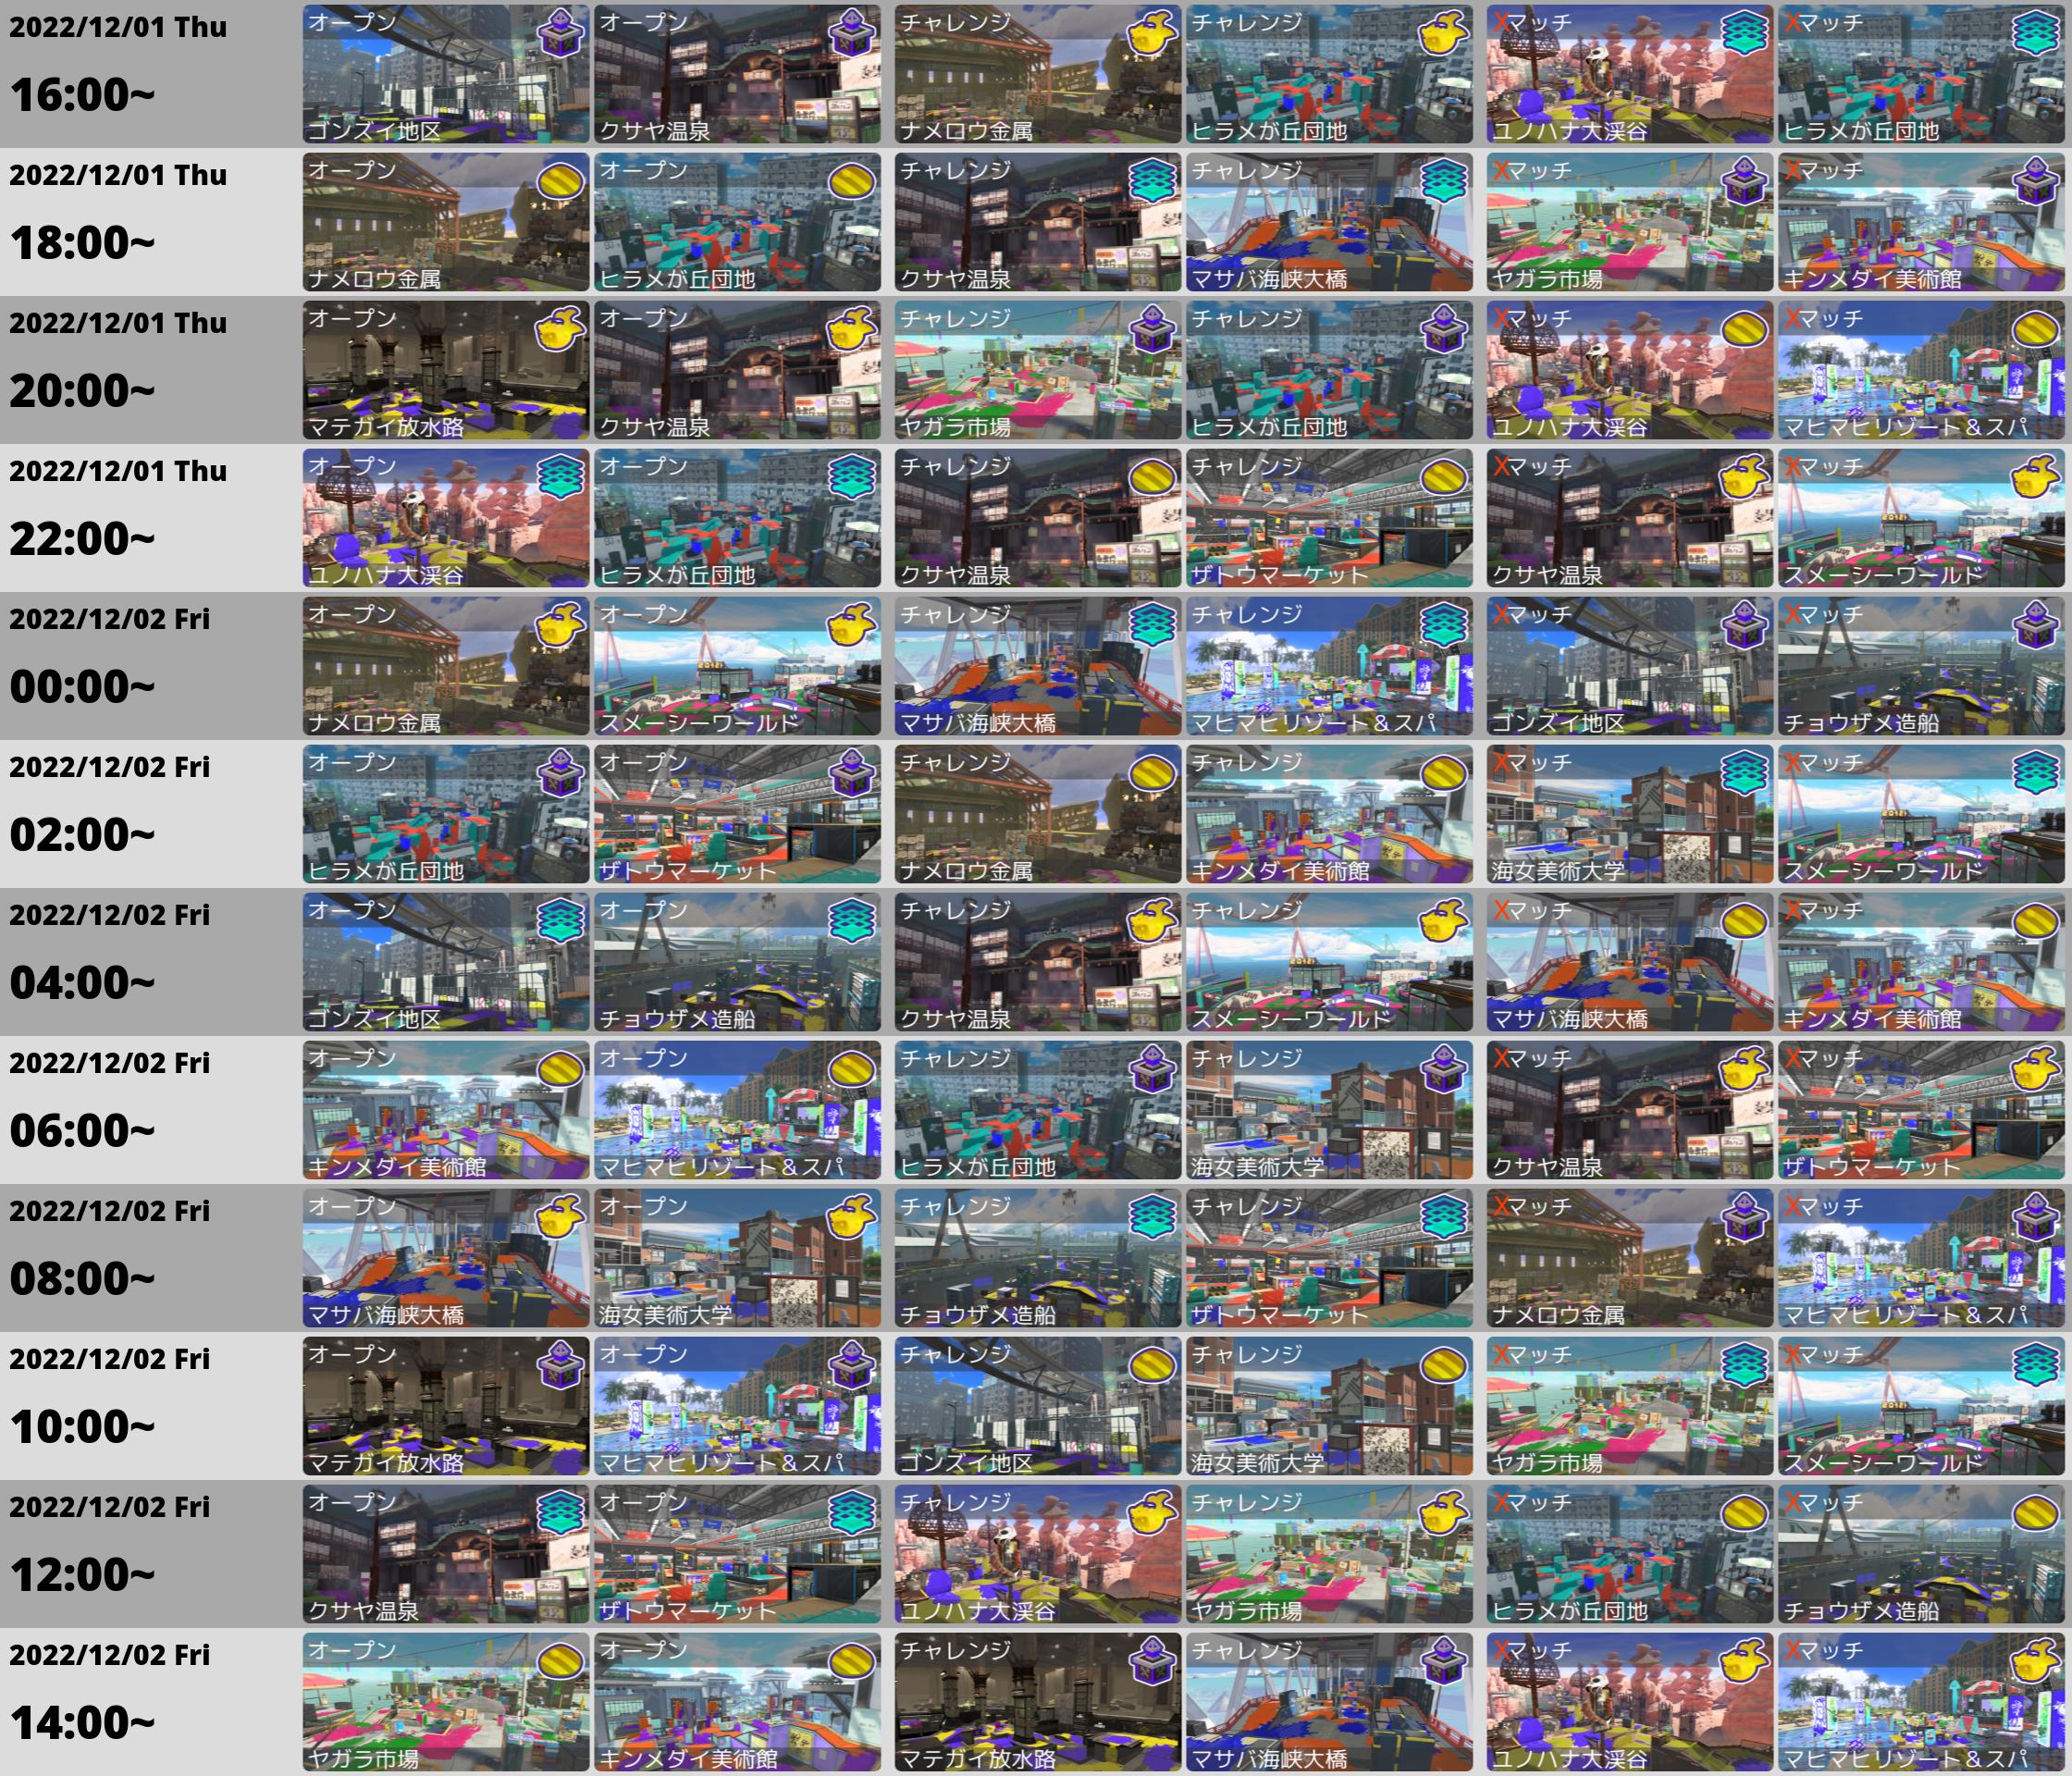 2022/12/01 Thu
16:00~
オープン オープン チャレンジ チャレンジ Xマッチ Xマッチ
ゴンズイ地区 クサヤ温泉 ナメロウ金属 ヒラメが丘団地 ユノハナ大渓谷 ヒラメが丘団地
2022/12/01 Thu
18:00~
オープン オープン チャレンジ チャレンジ Xマッチ Xマッチ
ナメロウ金属 ヒラメが丘団地 クサヤ温泉 マサバ海峡大橋 ヤガラ市場 キンメダイ美術館
2022/12/01 Thu
20:00~
オープン オープン チャレンジ チャレンジ Xマッチ Xマッチ
マテガイ放水路 クサヤ温泉 ヤガラ市場 ヒラメが丘団地 ユノハナ大渓谷 マヒマヒリゾート&スパ
2022/12/01 Thu
22:00~
オープン オープン チャレンジ チャレンジ Xマッチ Xマッチ
ユノハナ大渓谷 ヒラメが丘団地 クサヤ温泉 ザトウマーケット クサヤ温泉 スメーシーワールド
2022/12/02 Fri
00:00~
オープン オープン チャレンジ チャレンジ Xマッチ Xマッチ
ナメロウ金属 スメーシーワールド マサバ海峡大橋 マヒマヒリゾート&スパ ゴンズイ地区 チョウザメ造船
2022/12/02 Fri
02:00~
オープン オープン チャレンジ チャレンジ Xマッチ Xマッチ
ヒラメが丘団地 ザトウマーケット ナメロウ金属 キンメダイ美術館 海女美術大学 スメーシーワールド
2022/12/02 Fri
04:00~
オープン オープン チャレンジ チャレンジ Xマッチ Xマッチ
ゴンズイ地区 チョウザメ造船 クサヤ温泉 スメーシーワールド マサバ海峡大橋 キンメダイ美術館
2022/12/02 Fri
06:00~
オープン オープン チャレンジ チャレンジ Xマッチ Xマッチ
キンメダイ美術館 マヒマヒリゾート&スパ ヒラメが丘団地 海女美術大学 クサヤ温泉 ザトウマーケット
2022/12/02 Fri
08:00~
オープン オープン チャレンジ チャレンジ Xマッチ Xマッチ
マサバ海峡大橋 海女美術大学 チョウザメ造船 ザトウマーケット ナメロウ金属 マヒマヒリゾート&スパ
2022/12/02 Fri
10:00~
オープン オープン チャレンジ チャレンジ Xマッチ Xマッチ
マテガイ放水路 マヒマヒリゾート&スパ ゴンズイ地区 海女美術大学 ヤガラ市場 スメーシーワールド
2022/12/02 Fri
12:00~
オープン オープン チャレンジ チャレンジ Xマッチ Xマッチ
クサヤ温泉 ザトウマーケット ユノハナ大渓谷 ヤガラ市場 ヒラメが丘団地 チョウザメ造船
2022/12/02 Fri
14:00~
オープン オープン チャレンジ チャレンジ Xマッチ Xマッチ
ヤガラ市場 キンメダイ美術館 マテガイ放水路 マサバ海峡大橋 ユノハナ大渓谷 マヒマヒリゾート&スパ